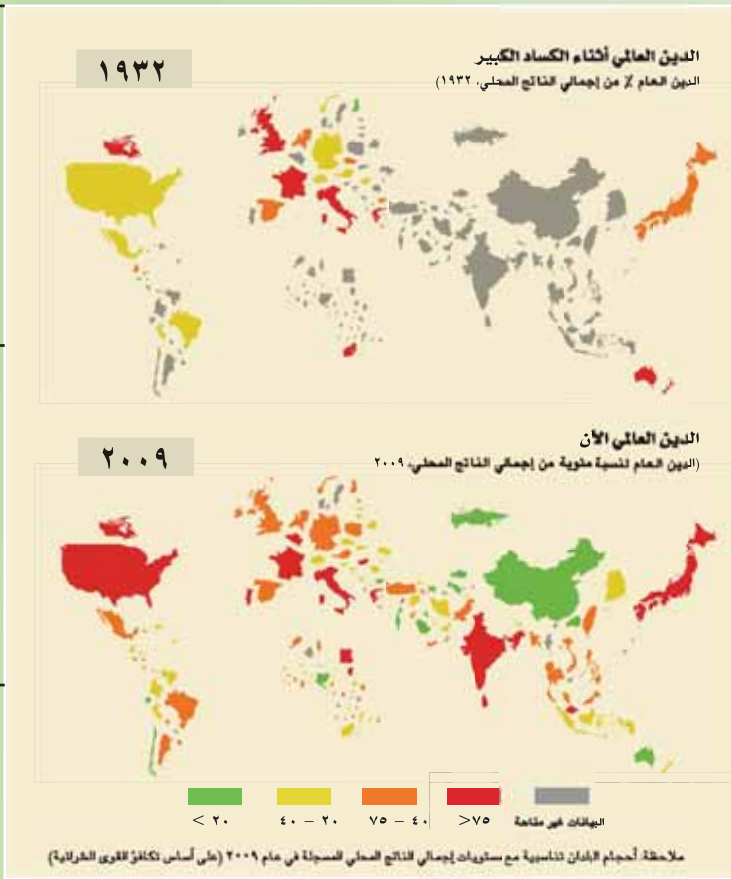 ١٩٣٢
الدين العالمي أثناء الكساد الكبير
الدين العام ٪ من إجمالي الناتج المحلي، ١٩٣٢)
٢٠٠٩
الدين العالمي الآن
(الدين العام لنسبة مئوية من إجمالي الناتج المحلي، ٢٠٠٩
< ٢٠
٤٠ – ٢٠
٧٥ – ٤٠
>٧٥
البيانات غير متاحة
ملاحظة: أحجام البلدان تناسبية مع مستويات إجمالي الناتج المحلي المسجلة في عام ٢٠٠٩ (على أساس تكافؤ القوى الشرائية)